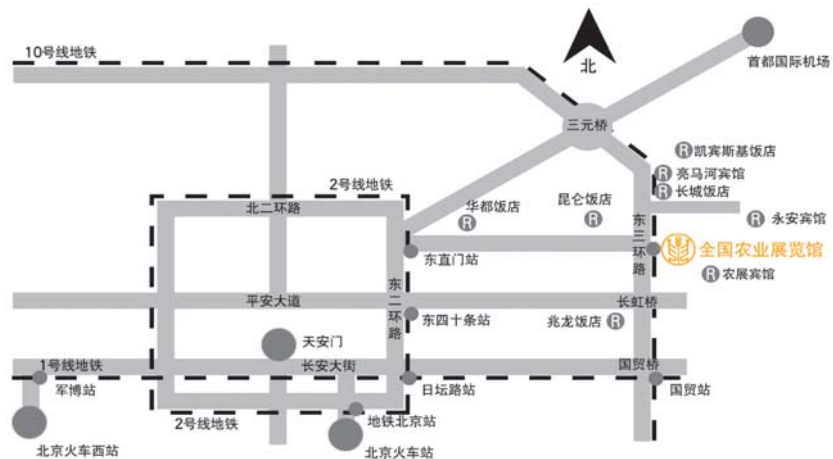 10号线地铁
北
首都国际机场
三元桥
Ⓡ凯宾斯基饭店
Ⓡ亮马河宾馆
Ⓡ长城饭店
2号线地铁
北二环路
华都饭店
Ⓡ
昆仑饭店
Ⓡ
东三环路
Ⓡ
永安宾馆
全国农业展览馆
东直门站
Ⓡ农展宾馆
东二环路
平安大道
长虹桥
东四十条站
兆龙饭店Ⓡ
天安门
1号线地铁
长安大街
国贸桥
军博站
日坛路站
国贸站
2号线地铁
地铁北京站
北京火车西站
北京火车站